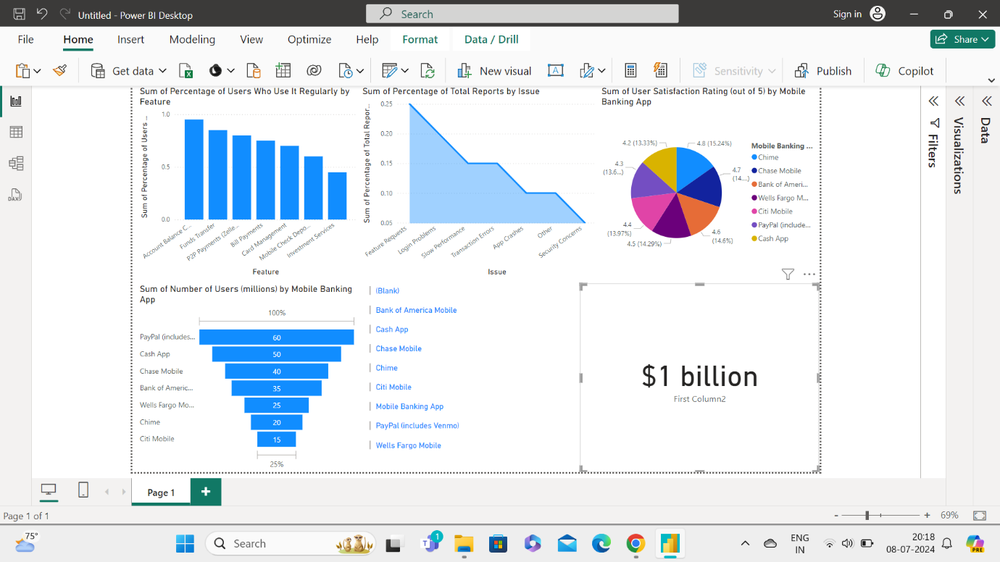 Untitled - Power BI Desktop
Search
Sign in
File Home Insert Modeling View Optimize Help Format Data / Drill
Share
Get data
New visual
Sensitivity
Publish
Copilot
Sum of Percentage of Users Who Use It Regularly by
Feature
Sum of Percentage of Users ...
1.0
0.5
0.0
Account Balance C...
Funds Transfer
P2P Payments (Zelle...
Bill Payments
Card Management
Mobile Check Depo...
Investment Services
Feature
Sum of Percentage of Total Reports by Issue
Sum of Percentage of Total Repor...
0.25
0.20
0.15
0.10
0.05
Feature Requests
Login Problems
Slow Performance
Transaction Errors
App Crashes
Other
Security Concerns
Issue
Sum of User Satisfaction Rating (out of 5) by Mobile
Banking App
4.2 (13.33%)
4.8 (15.24%)
4.3
(13.6...)
4.7
(14....)
4.4
(13.97%)
4.6
(14.6%)
4.5 (14.29%)
Mobile Banking ...
Chime
Chase Mobile
Bank of Ameri...
Wells Fargo M...
Citi Mobile
PayPal (include...
Cash App
Sum of Number of Users (millions) by Mobile Banking
App
100%
PayPal (includes... 60
Cash App 50
Chase Mobile 40
Bank of Americ... 35
Wells Fargo Mo... 25
Chime 20
Citi Mobile 15
25%
(Blank)
Bank of America Mobile
Cash App
Chase Mobile
Chime
Citi Mobile
Mobile Banking App
PayPal (includes Venmo)
Wells Fargo Mobile
$1 billion
First Column2
Filters
Visualizations
Data
DAX
Page 1
Page 1 of 1
- + 69%
75°
Search
T
1
ENG
IN
20:18
08-07-2024
PRE